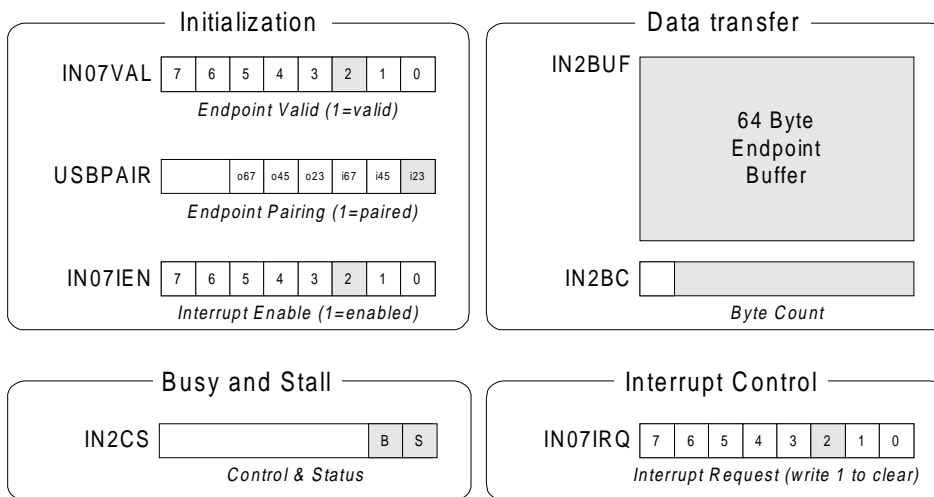 Initialization
IN07VAL 7 6 5 4 3 2 1 0
Endpoint Valid (1=valid)
USBPAIR o67 o45 o23 i67 i45 i23
Endpoint Pairing (1=paired)
IN07IEN 7 6 5 4 3 2 1 0
Interrupt Enable (1=enabled)
Data transfer
IN2BUF
64 Byte
Endpoint
Buffer
IN2BC
Byte Count
Busy and Stall
IN2CS B S
Control & Status
Interrupt Control
IN07IRQ 7 6 5 4 3 2 1 0
Interrupt Request (write 1 to clear)